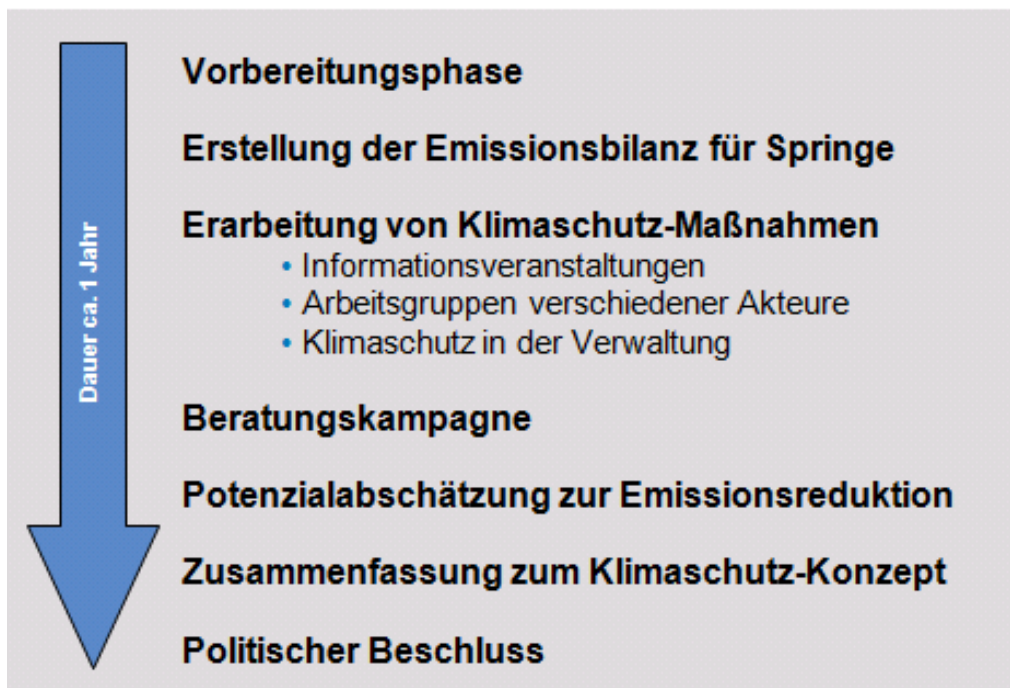 Vorbereitungsphase
Erstellung der Emissionsbilanz für Springe
Erarbeitung von Klimaschutz-Maßnahmen
• Informationsveranstaltungen
• Arbeitsgruppen verschiedener Akteure
• Klimaschutz in der Verwaltung
Beratungskampagne
Potenzialabschätzung zur Emissionsreduktion
Zusammenfassung zum Klimaschutz-Konzept
Politischer Beschluss
Dauer ca. 1 Jahr